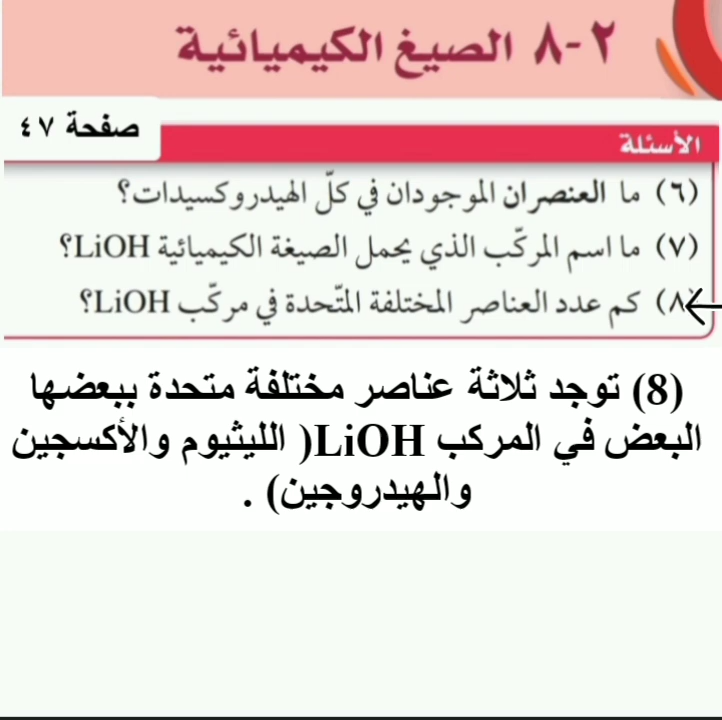 ٢-٨ الصيغ الكيميائية
صفحة ٤٧
الأسئلة
(٦) ما العنصران الموجودان في كلّ الهيدروكسيدات؟
(٧) ما اسم المركّب الذي يحمل الصيغة الكيميائية LiOH؟
(٨) كم عدد العناصر المختلفة المتّحدة في مركّب LiOH؟
(8) توجد ثلاثة عناصر مختلفة متحدة ببعضها
البعض في المركب LiOH( الليثيوم والأكسجين
والهيدروجين) .